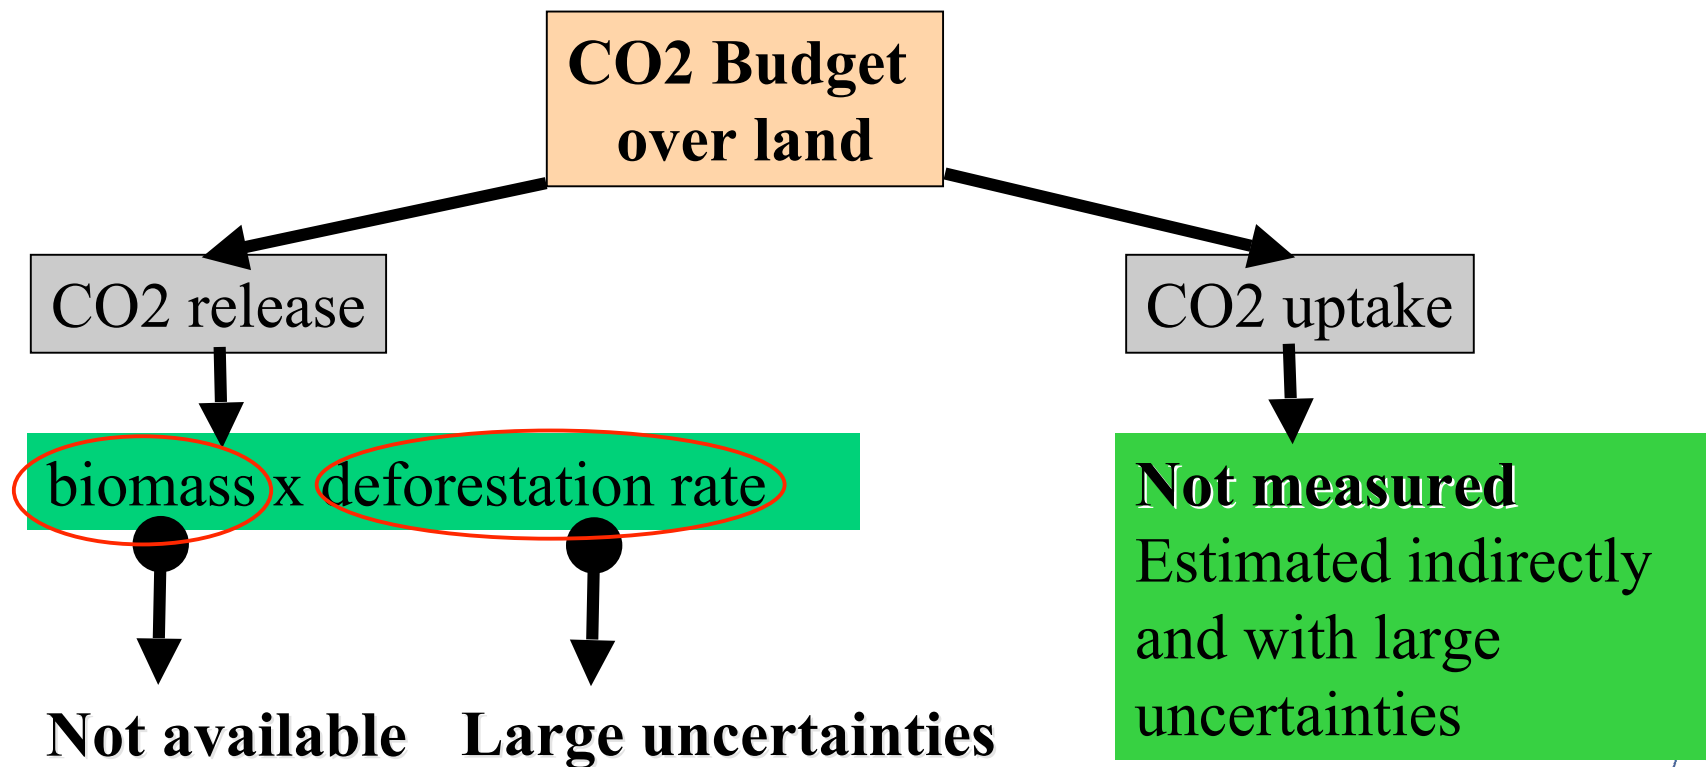 CO2 Budget
over land
CO2 release
CO2 uptake
biomass x deforestation rate
Not available
Large uncertainties
Not measured
Estimated indirectly
and with large
uncertainties